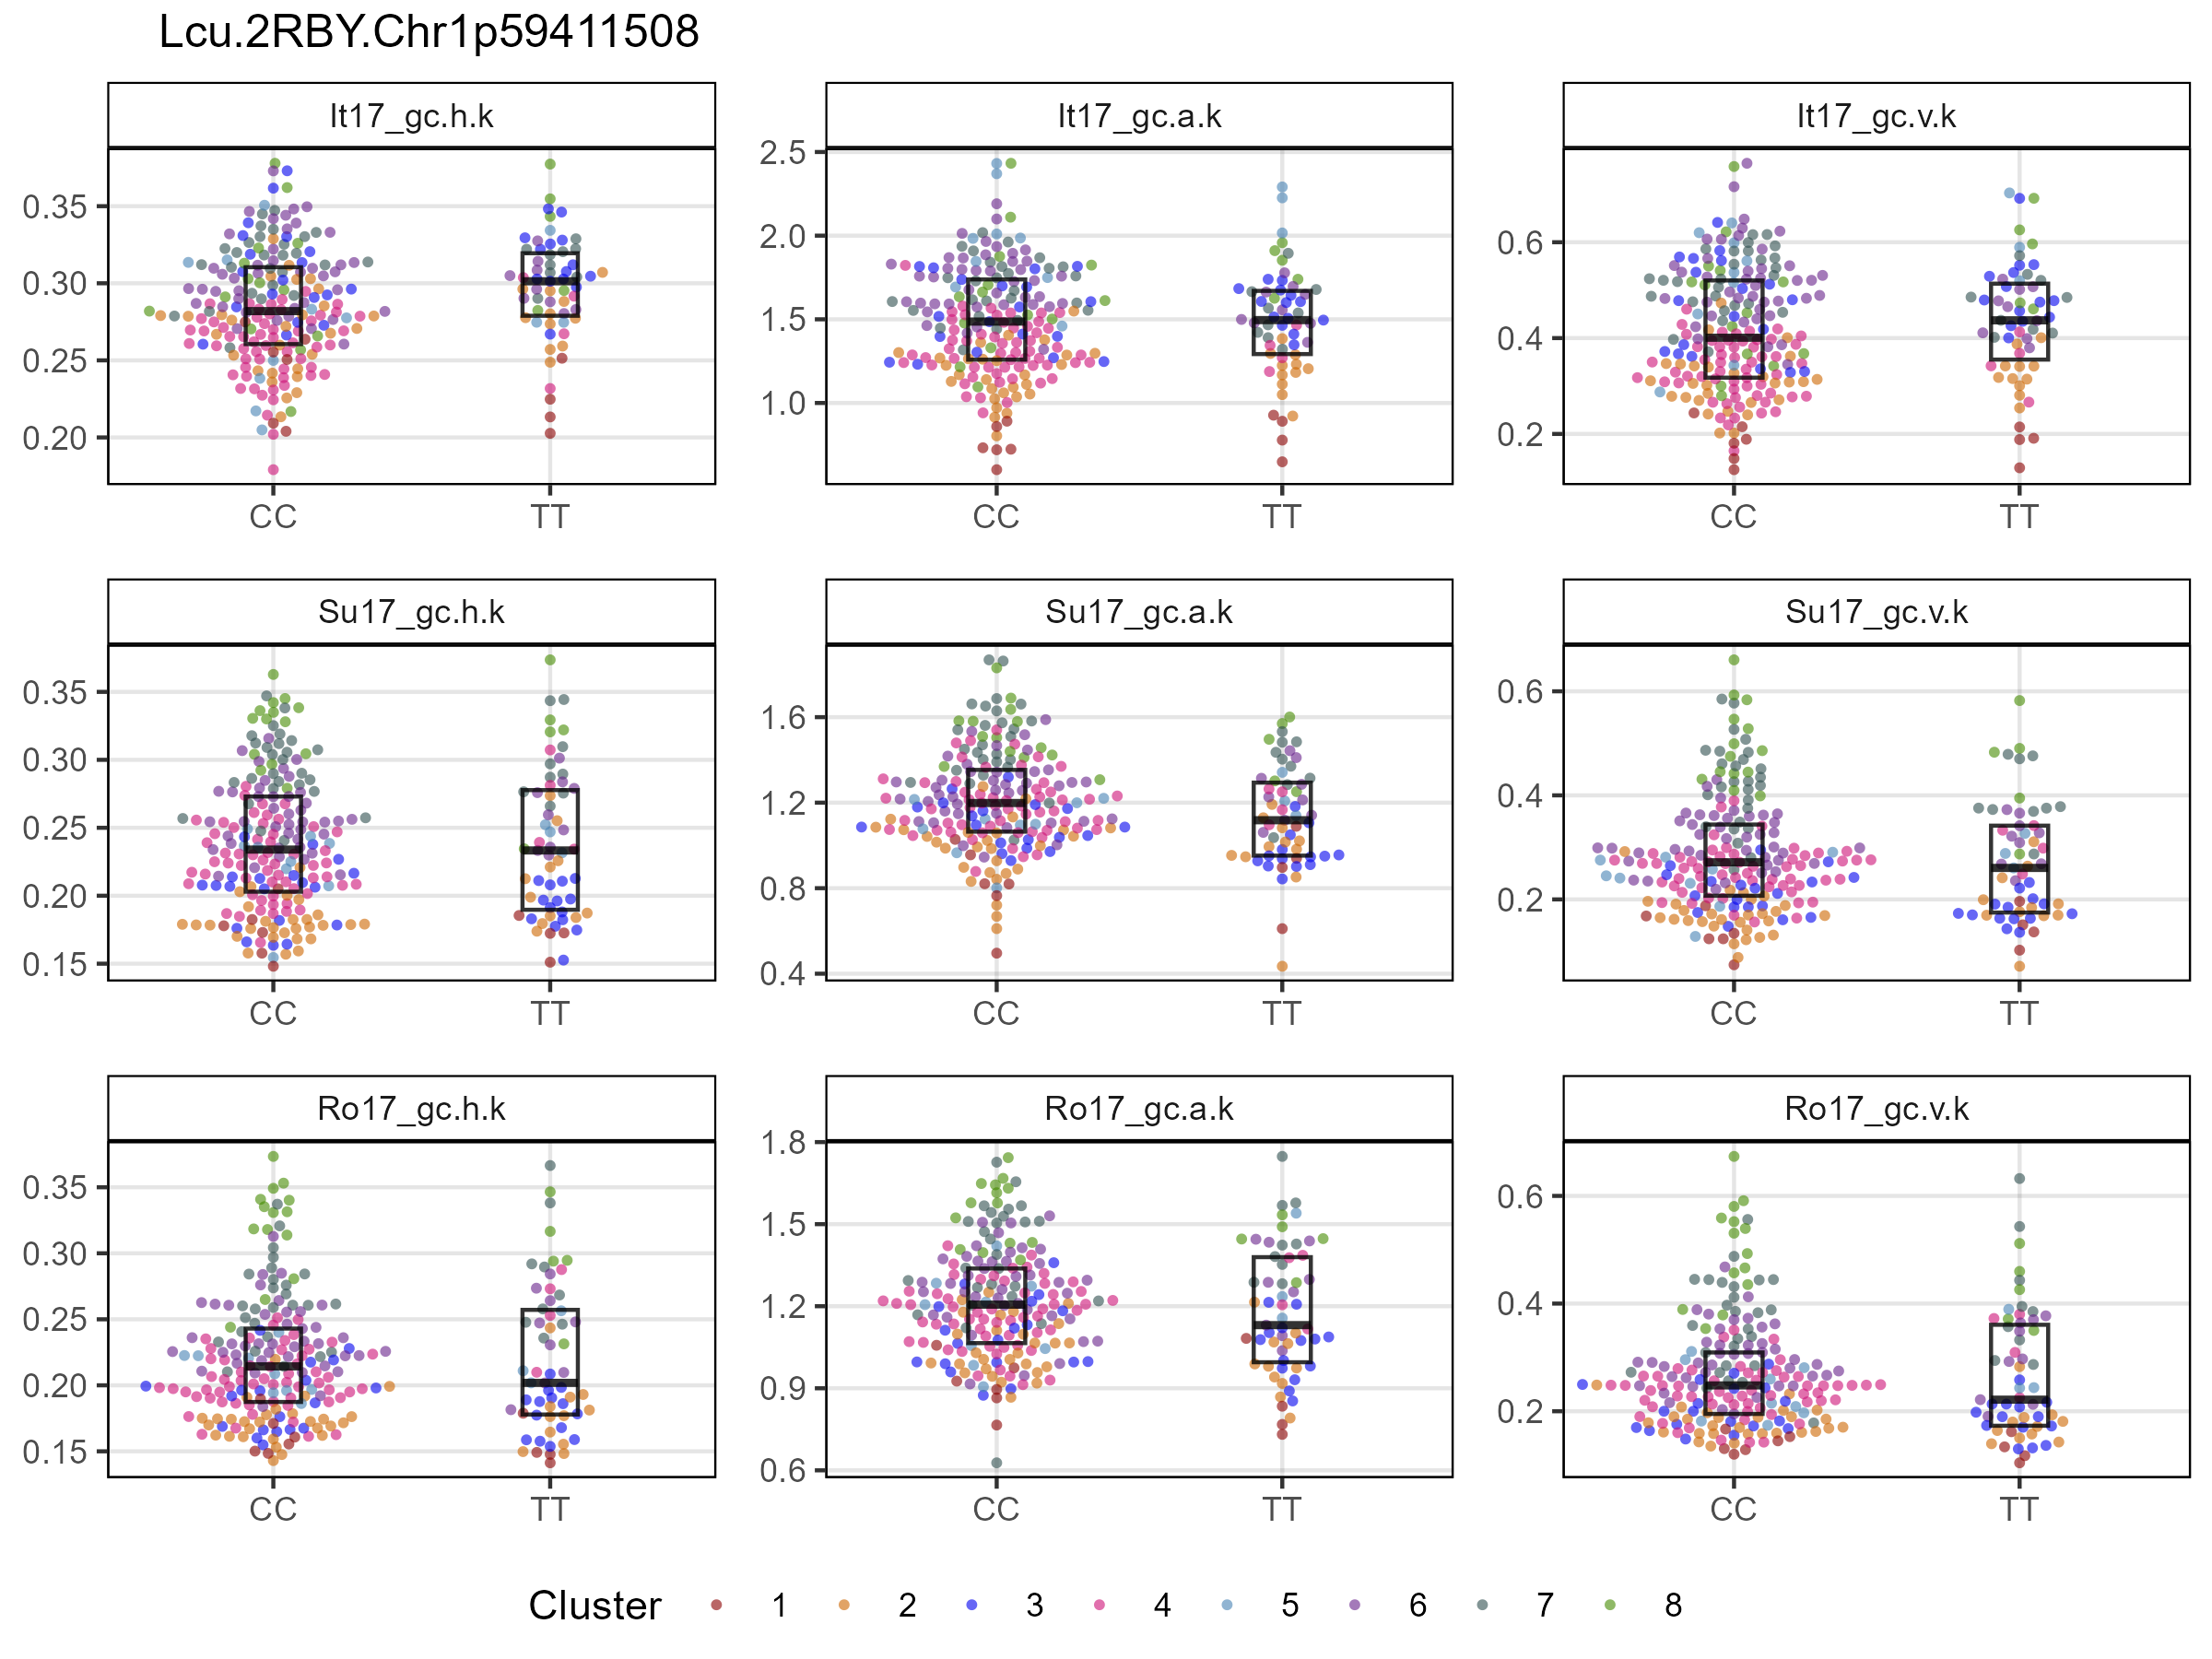 Lcu.2RBY.Chr1p59411508
It17_gc.h.k
It17_gc.a.k
It17_gc.v.k
0.35
0.30
0.25
0.20
CC
TT
2.5
2.0
1.5
1.0
CC
TT
0.6
0.4
0.2
CC
TT
Su17_gc.h.k
Su17_gc.a.k
Su17_gc.v.k
0.35
0.30
0.25
0.20
0.15
CC
TT
1.6
1.2
0.8
0.4
CC
TT
0.6
0.4
0.2
CC
TT
Ro17_gc.h.k
Ro17_gc.a.k
Ro17_gc.v.k
0.35
0.30
0.25
0.20
0.15
CC
TT
1.8
1.5
1.2
0.9
0.6
CC
TT
0.6
0.4
0.2
CC
TT
Cluster 1 2 3 4 5 6 7 8